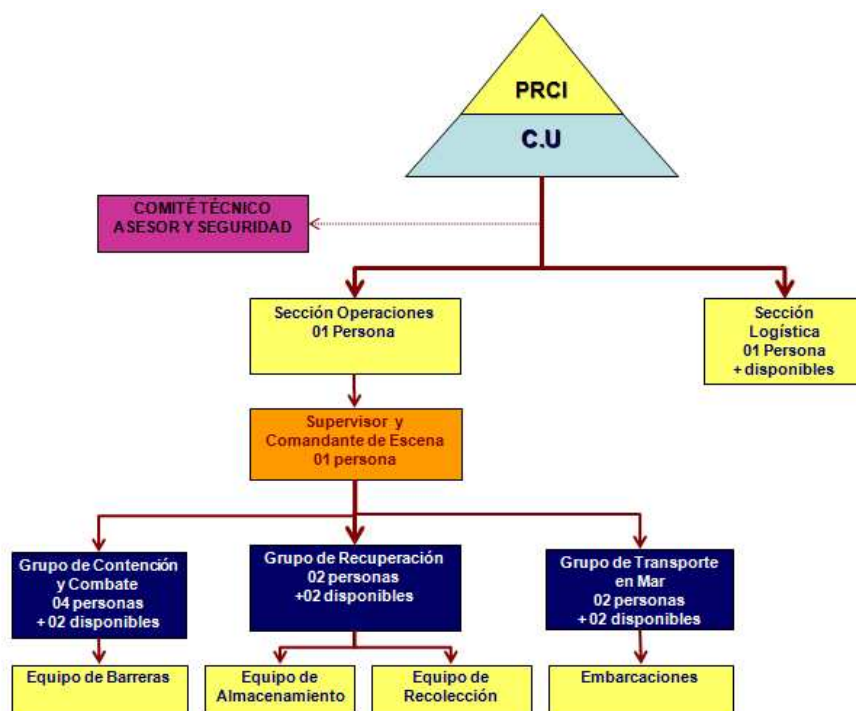 PRCI
C.U
COMITÉ TÉCNICO
ASESOR Y SEGURIDAD
Sección Operaciones
01 Persona
Sección
Logística
01 Persona
+ disponibles
Supervisor y
Comandante de Escena
01 persona
Grupo de Contención
y Combate
04 personas
+ 02 disponibles
Grupo de Recuperación
02 personas
+02 disponibles
Grupo de Transporte
en Mar
02 personas
+ 02 disponibles
Equipo de Barreras
Equipo de
Almacenamiento
Equipo de
Recolección
Embarcaciones